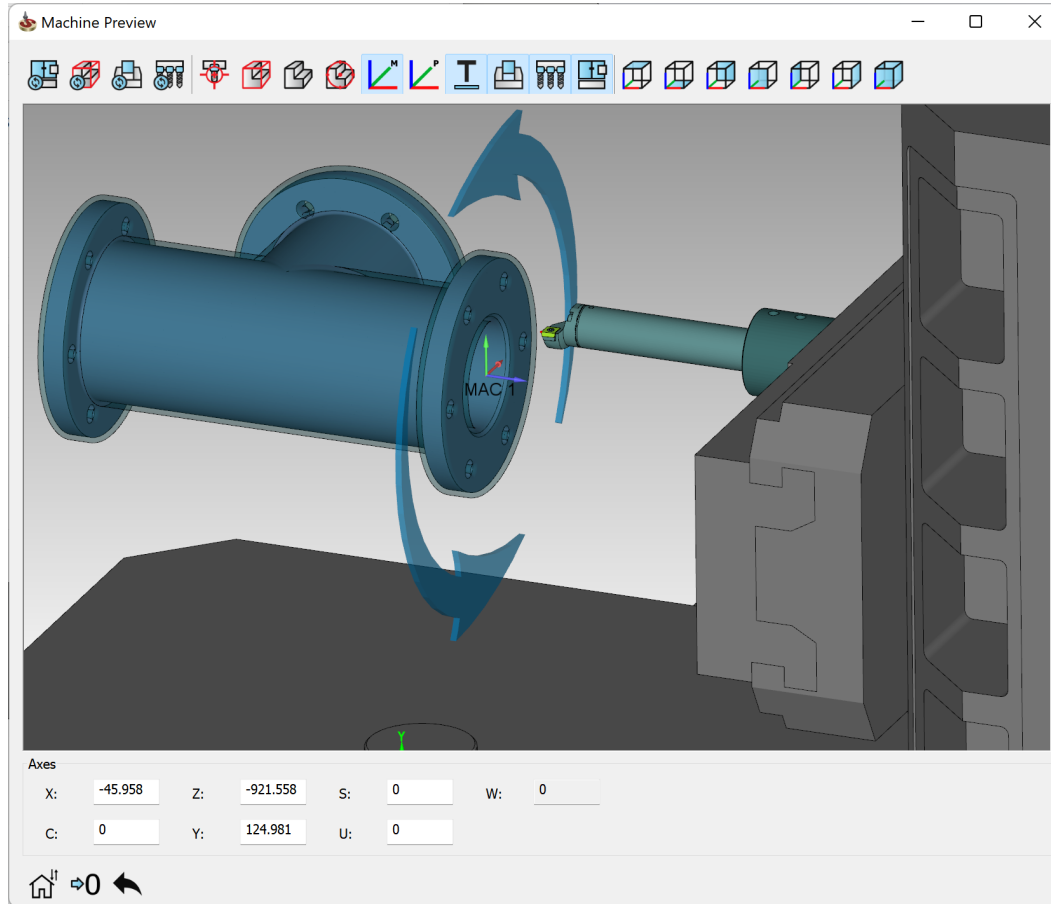 Machine Preview
M
P
T
MAC 1
Y
Axes
X: -45.958 Z: -921.558 S: 0 W: 0
C: 0 Y: 124.981 U: 0
0